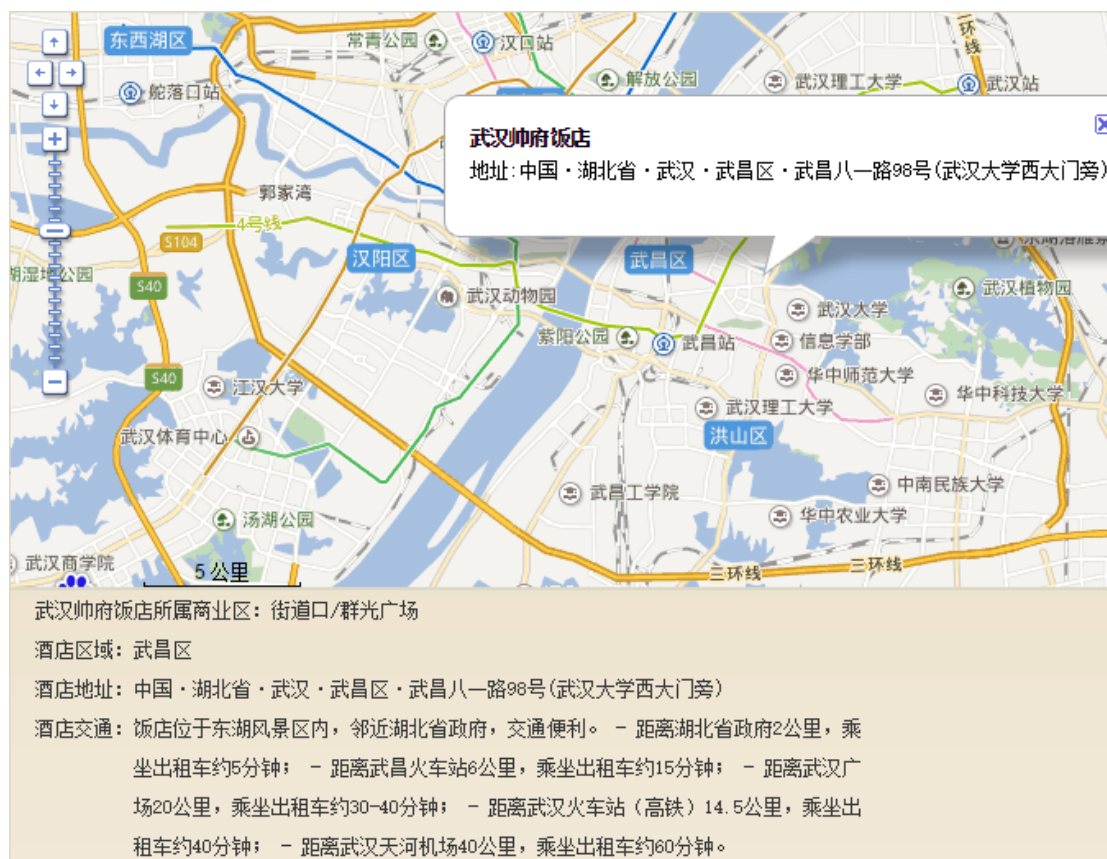 东西湖区
常青公园
汉口站
环线
解放公园
武汉理工大学
武汉站
舵落口站
武汉帅府饭店
地址:中国·湖北省·武汉·武昌区·武昌八一路98号(武汉大学西大门旁)
郭家湾
4号线
S104
汉阳区
武昌区
湖湿地公园
S40
武汉动物园
武汉大学
武汉植物园
紫阳公园
武昌站
信息学部
S40
江汉大学
华中师范大学
华中科技大学
武汉理工大学
武汉体育中心
洪山区
武昌工学院
中南民族大学
汤湖公园
华中农业大学
武汉商学院
5 公里
三环线
三环线
武汉帅府饭店所属商业区：街道口/群光广场
酒店区域：武昌区
酒店地址：中国·湖北省·武汉·武昌区·武昌八一路98号(武汉大学西大门旁)
酒店交通：饭店位于东湖风景区内，邻近湖北省政府，交通便利。 - 距离湖北省政府2公里，乘
坐出租车约5分钟； - 距离武昌火车站6公里，乘坐出租车约15分钟； - 距离武汉广
场20公里，乘坐出租车约30-40分钟； - 距离武汉火车站（高铁）14.5公里，乘坐出
租车约40分钟； - 距离武汉天河机场40公里，乘坐出租车约60分钟。